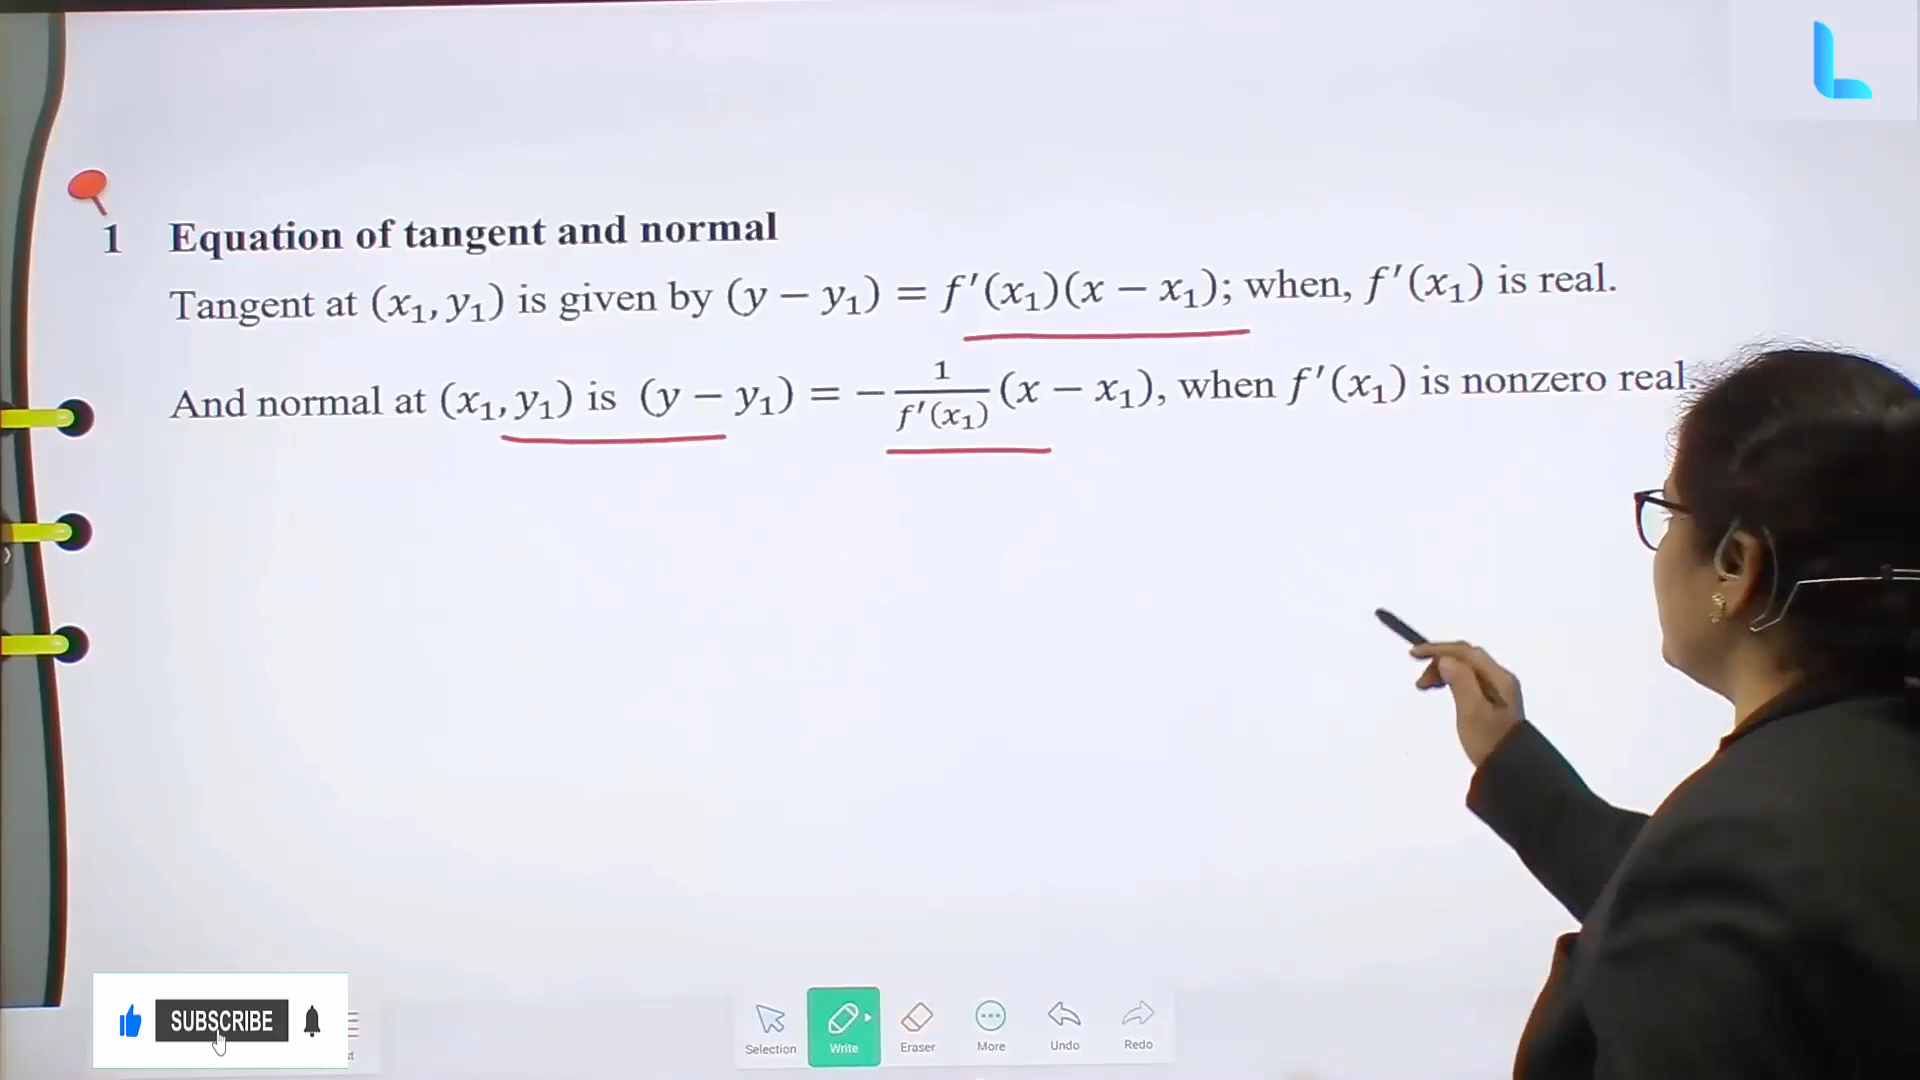 1 Equation of tangent and normal
Tangent at (x₁, y₁) is given by (y − y₁) = f′(x₁)(x − x₁); when, f′(x₁) is real.
And normal at (x₁, y₁) is (y − y₁) = −1/f′(x₁) (x − x₁), when f′(x₁) is nonzero real.
SUBSCRIBE
Selection Write Eraser More Undo Redo